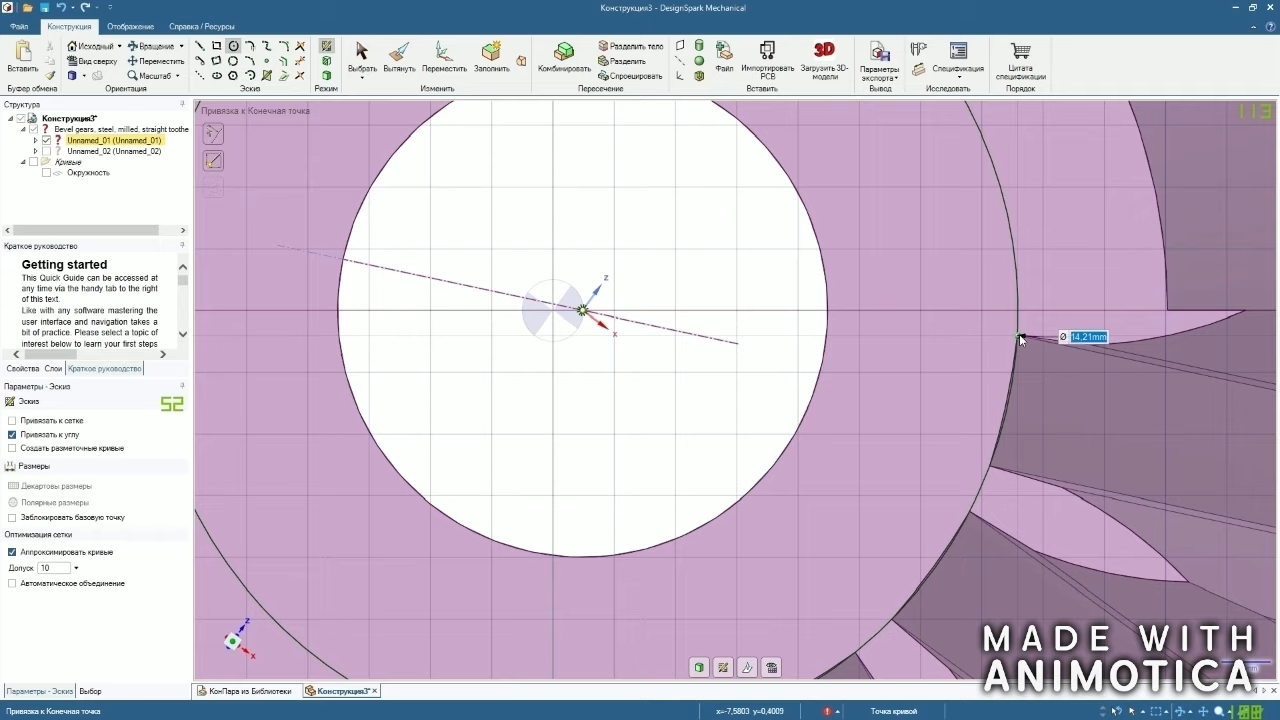 Конструкция3 - DesignSpark Mechanical
Файл
Конструкция
Отображение
Справка / Ресурсы
Вставить
Буфер обмена
Исходный
Вращение
Вид сверху
Переместить
Масштаб
Ориентация
Эскиз
Режим
Выбрать
Вытянуть
Переместить
Заполнить
Изменить
Комбинировать
Разделить тело
Разделить
Спроецировать
Пересечение
Файл
Импортировать PCB
Загрузить 3D-модели
Вставить
3D
Параметры экспорта
Вывод
Спецификация
Исследовать
Цитата спецификации
Порядок
Структура
Конструкция3*
Bevel gears, steel, milled, straight toothe
Unnamed_01 (Unnamed_01)
Unnamed_02 (Unnamed_02)
Кривые
Окружность
Краткое руководство
Getting started
This Quick Guide can be accessed at
any time via the handy tab to the right
of this text.
Like with any software mastering the
user interface and navigation takes a
bit of practice. Please select a topic of
interest below to learn your first steps
Свойства
Слои
Краткое руководство
Параметры - Эскиз
Эскиз
52
Привязать к сетке
Привязать к углу
Создать разметочные кривые
Размеры
Декартовы размеры
Полярные размеры
Заблокировать базовую точку
Оптимизация сетки
Аппроксимировать кривые
Допуск
10
Автоматическое объединение
Параметры - Эскиз
Выбор
Привязка к Конечная точка
113
z
x
Ø 14,21mm
z
x
MADE WITH
ANIMOTICA
КонПара из Библиотеки
Конструкция3*
Привязка к Конечная точка
x=-7,5803 y=0,4009
Точка кривой